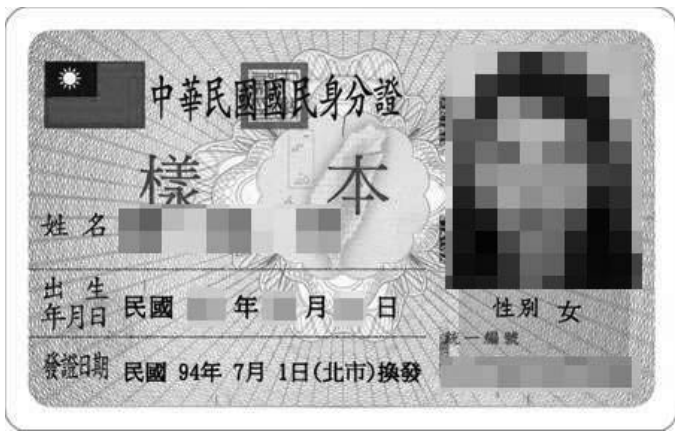 中華民國國民身分證
樣本
姓名
出生年月日 民國 年 月 日
性別 女
統一編號
發證日期 民國 94年 7月 1日(北市)換發